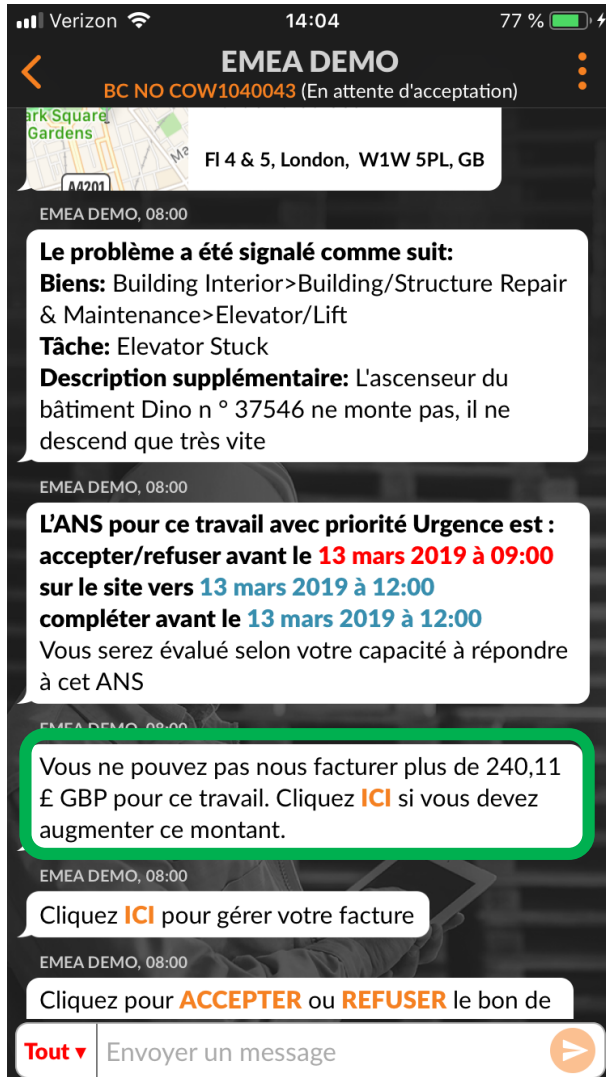 Verizon 14:04 77 %
EMEA DEMO
BC NO COW1040043 (En attente d'acceptation)
ark Square
Gardens
A4201
Fl 4 & 5, London, W1W 5PL, GB
EMEA DEMO, 08:00
Le problème a été signalé comme suit:
Biens: Building Interior>Building/Structure Repair
& Maintenance>Elevator/Lift
Tâche: Elevator Stuck
Description supplémentaire: L'ascenseur du
bâtiment Dino n ° 37546 ne monte pas, il ne
descend que très vite
EMEA DEMO, 08:00
L’ANS pour ce travail avec priorité Urgence est :
accepter/refuser avant le 13 mars 2019 à 09:00
sur le site vers 13 mars 2019 à 12:00
compléter avant le 13 mars 2019 à 12:00
Vous serez évalué selon votre capacité à répondre
à cet ANS
EMEA DEMO, 08:00
Vous ne pouvez pas nous facturer plus de 240,11
£ GBP pour ce travail. Cliquez ICI si vous devez
augmenter ce montant.
EMEA DEMO, 08:00
Cliquez ICI pour gérer votre facture
EMEA DEMO, 08:00
Cliquez pour ACCEPTER ou REFUSER le bon de
Tout ▾ Envoyer un message